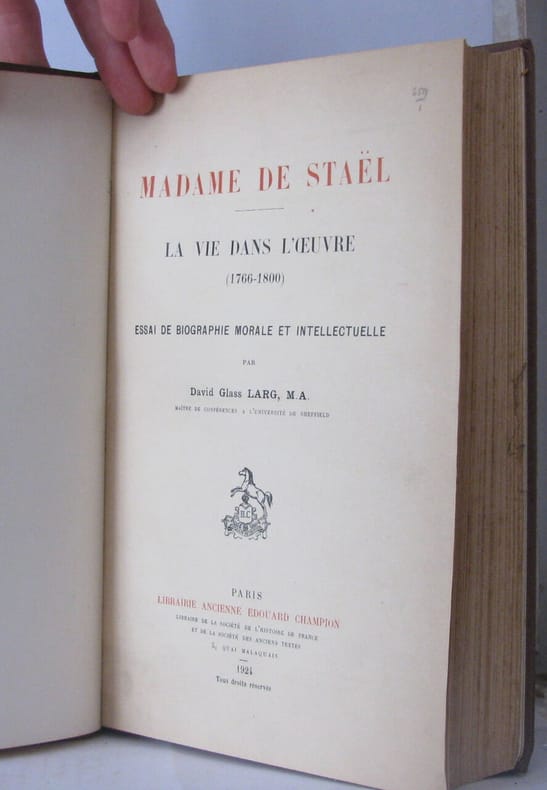 MADAME DE STAËL
LA VIE DANS L'ŒUVRE
(1766-1800)
ESSAI DE BIOGRAPHIE MORALE ET INTELLECTUELLE
PAR
David Glass LARG, M.A.
MAÎTRE DE CONFÉRENCES A L'UNIVERSITÉ DE SHEFFIELD
H.C
PARIS
LIBRAIRIE ANCIENNE EDOUARD CHAMPION
LIBRAIRE DE LA SOCIÉTÉ DE L'HISTOIRE DE FRANCE
ET DE LA SOCIÉTÉ DES ANCIENS TEXTES
5, QUAI MALAQUAIS
1924
Tous droits réservés